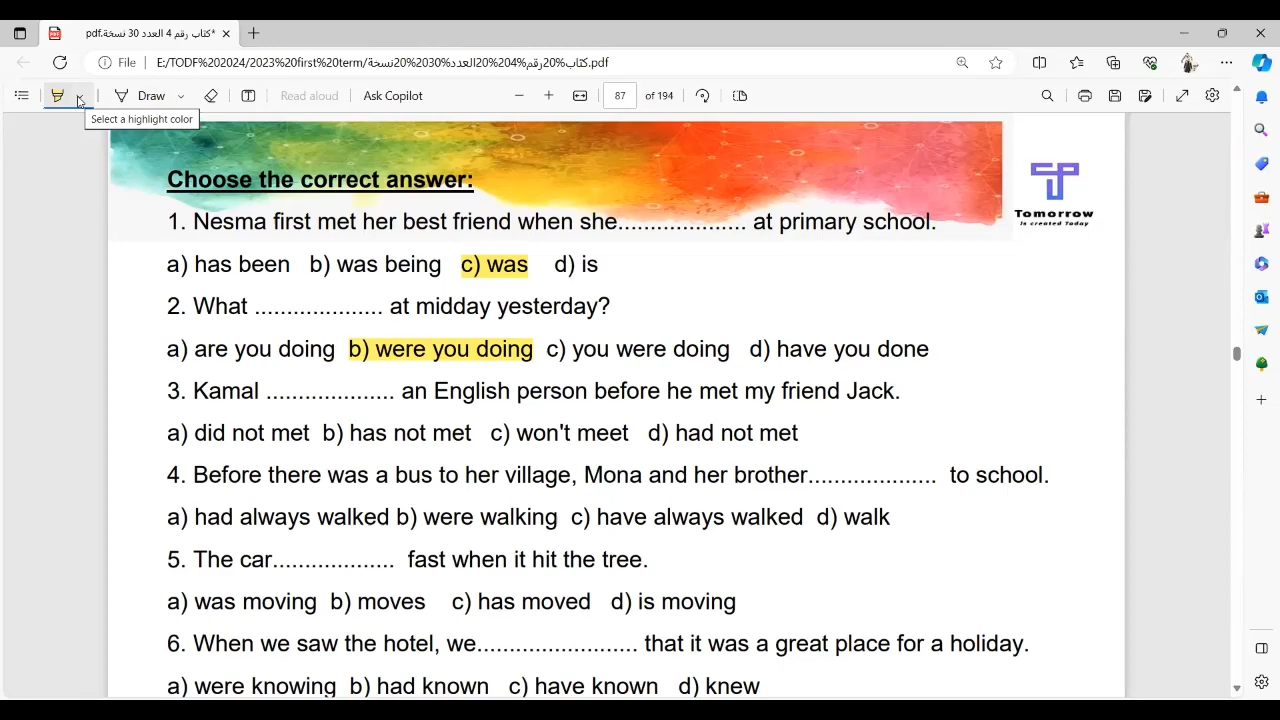 كتاب رقم 4 العدد 30 نسخة.pdf*
File
E:/TODF%202024/2023%20first%20term/كتاب%20رقم%204%20العدد%2030%20نسخة.pdf
Draw
Read aloud
Ask Copilot
87 of 194
Select a highlight color
Choose the correct answer:
Tomorrow
is created Today
1. Nesma first met her best friend when she.................... at primary school.
a) has been b) was being c) was d) is
2. What .................... at midday yesterday?
a) are you doing b) were you doing c) you were doing d) have you done
3. Kamal .................... an English person before he met my friend Jack.
a) did not met b) has not met c) won't meet d) had not met
4. Before there was a bus to her village, Mona and her brother.................... to school.
a) had always walked b) were walking c) have always walked d) walk
5. The car................... fast when it hit the tree.
a) was moving b) moves c) has moved d) is moving
6. When we saw the hotel, we......................... that it was a great place for a holiday.
a) were knowing b) had known c) have known d) knew